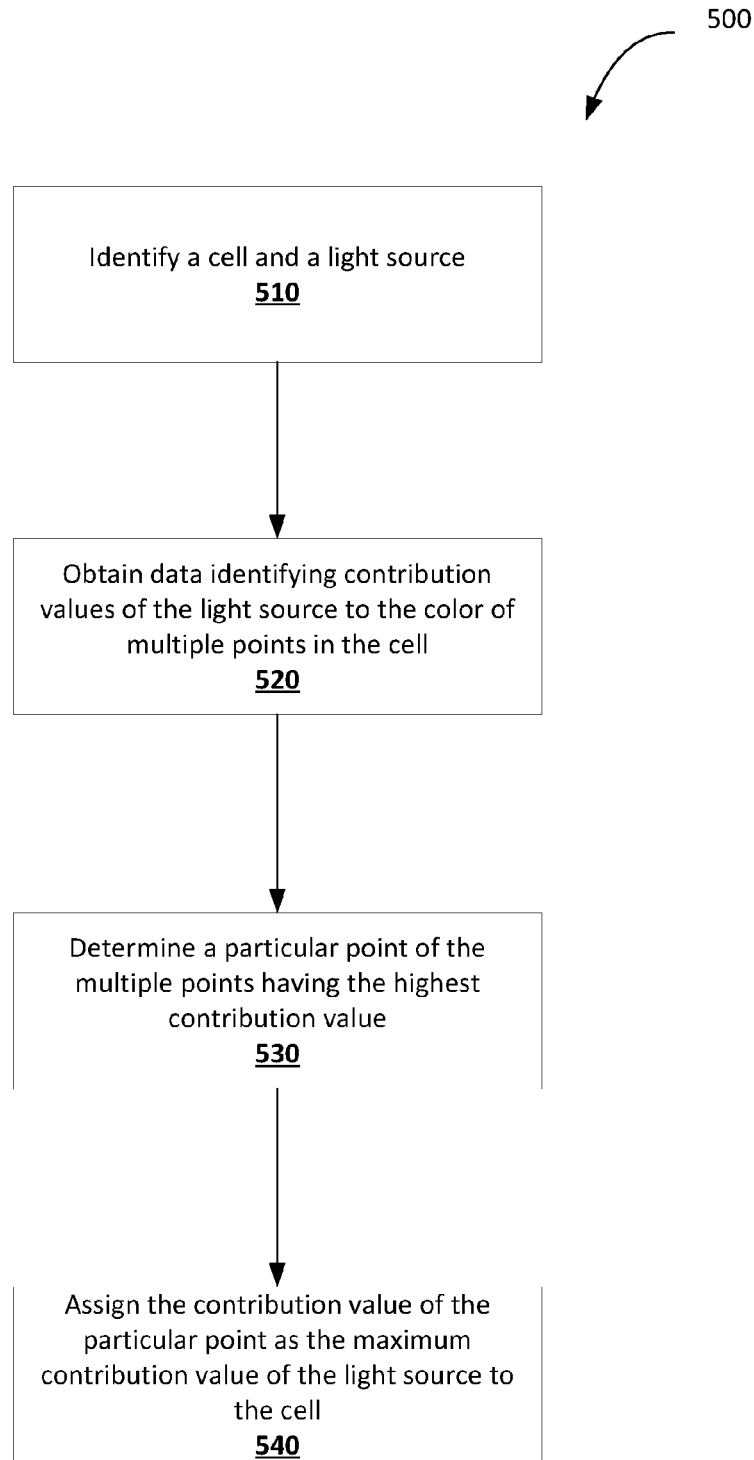 500
Identify a cell and a light source
510
Obtain data identifying contribution
values of the light source to the color of
multiple points in the cell
520
Determine a particular point of the
multiple points having the highest
contribution value
530
Assign the contribution value of the
particular point as the maximum
contribution value of the light source to
the cell
540